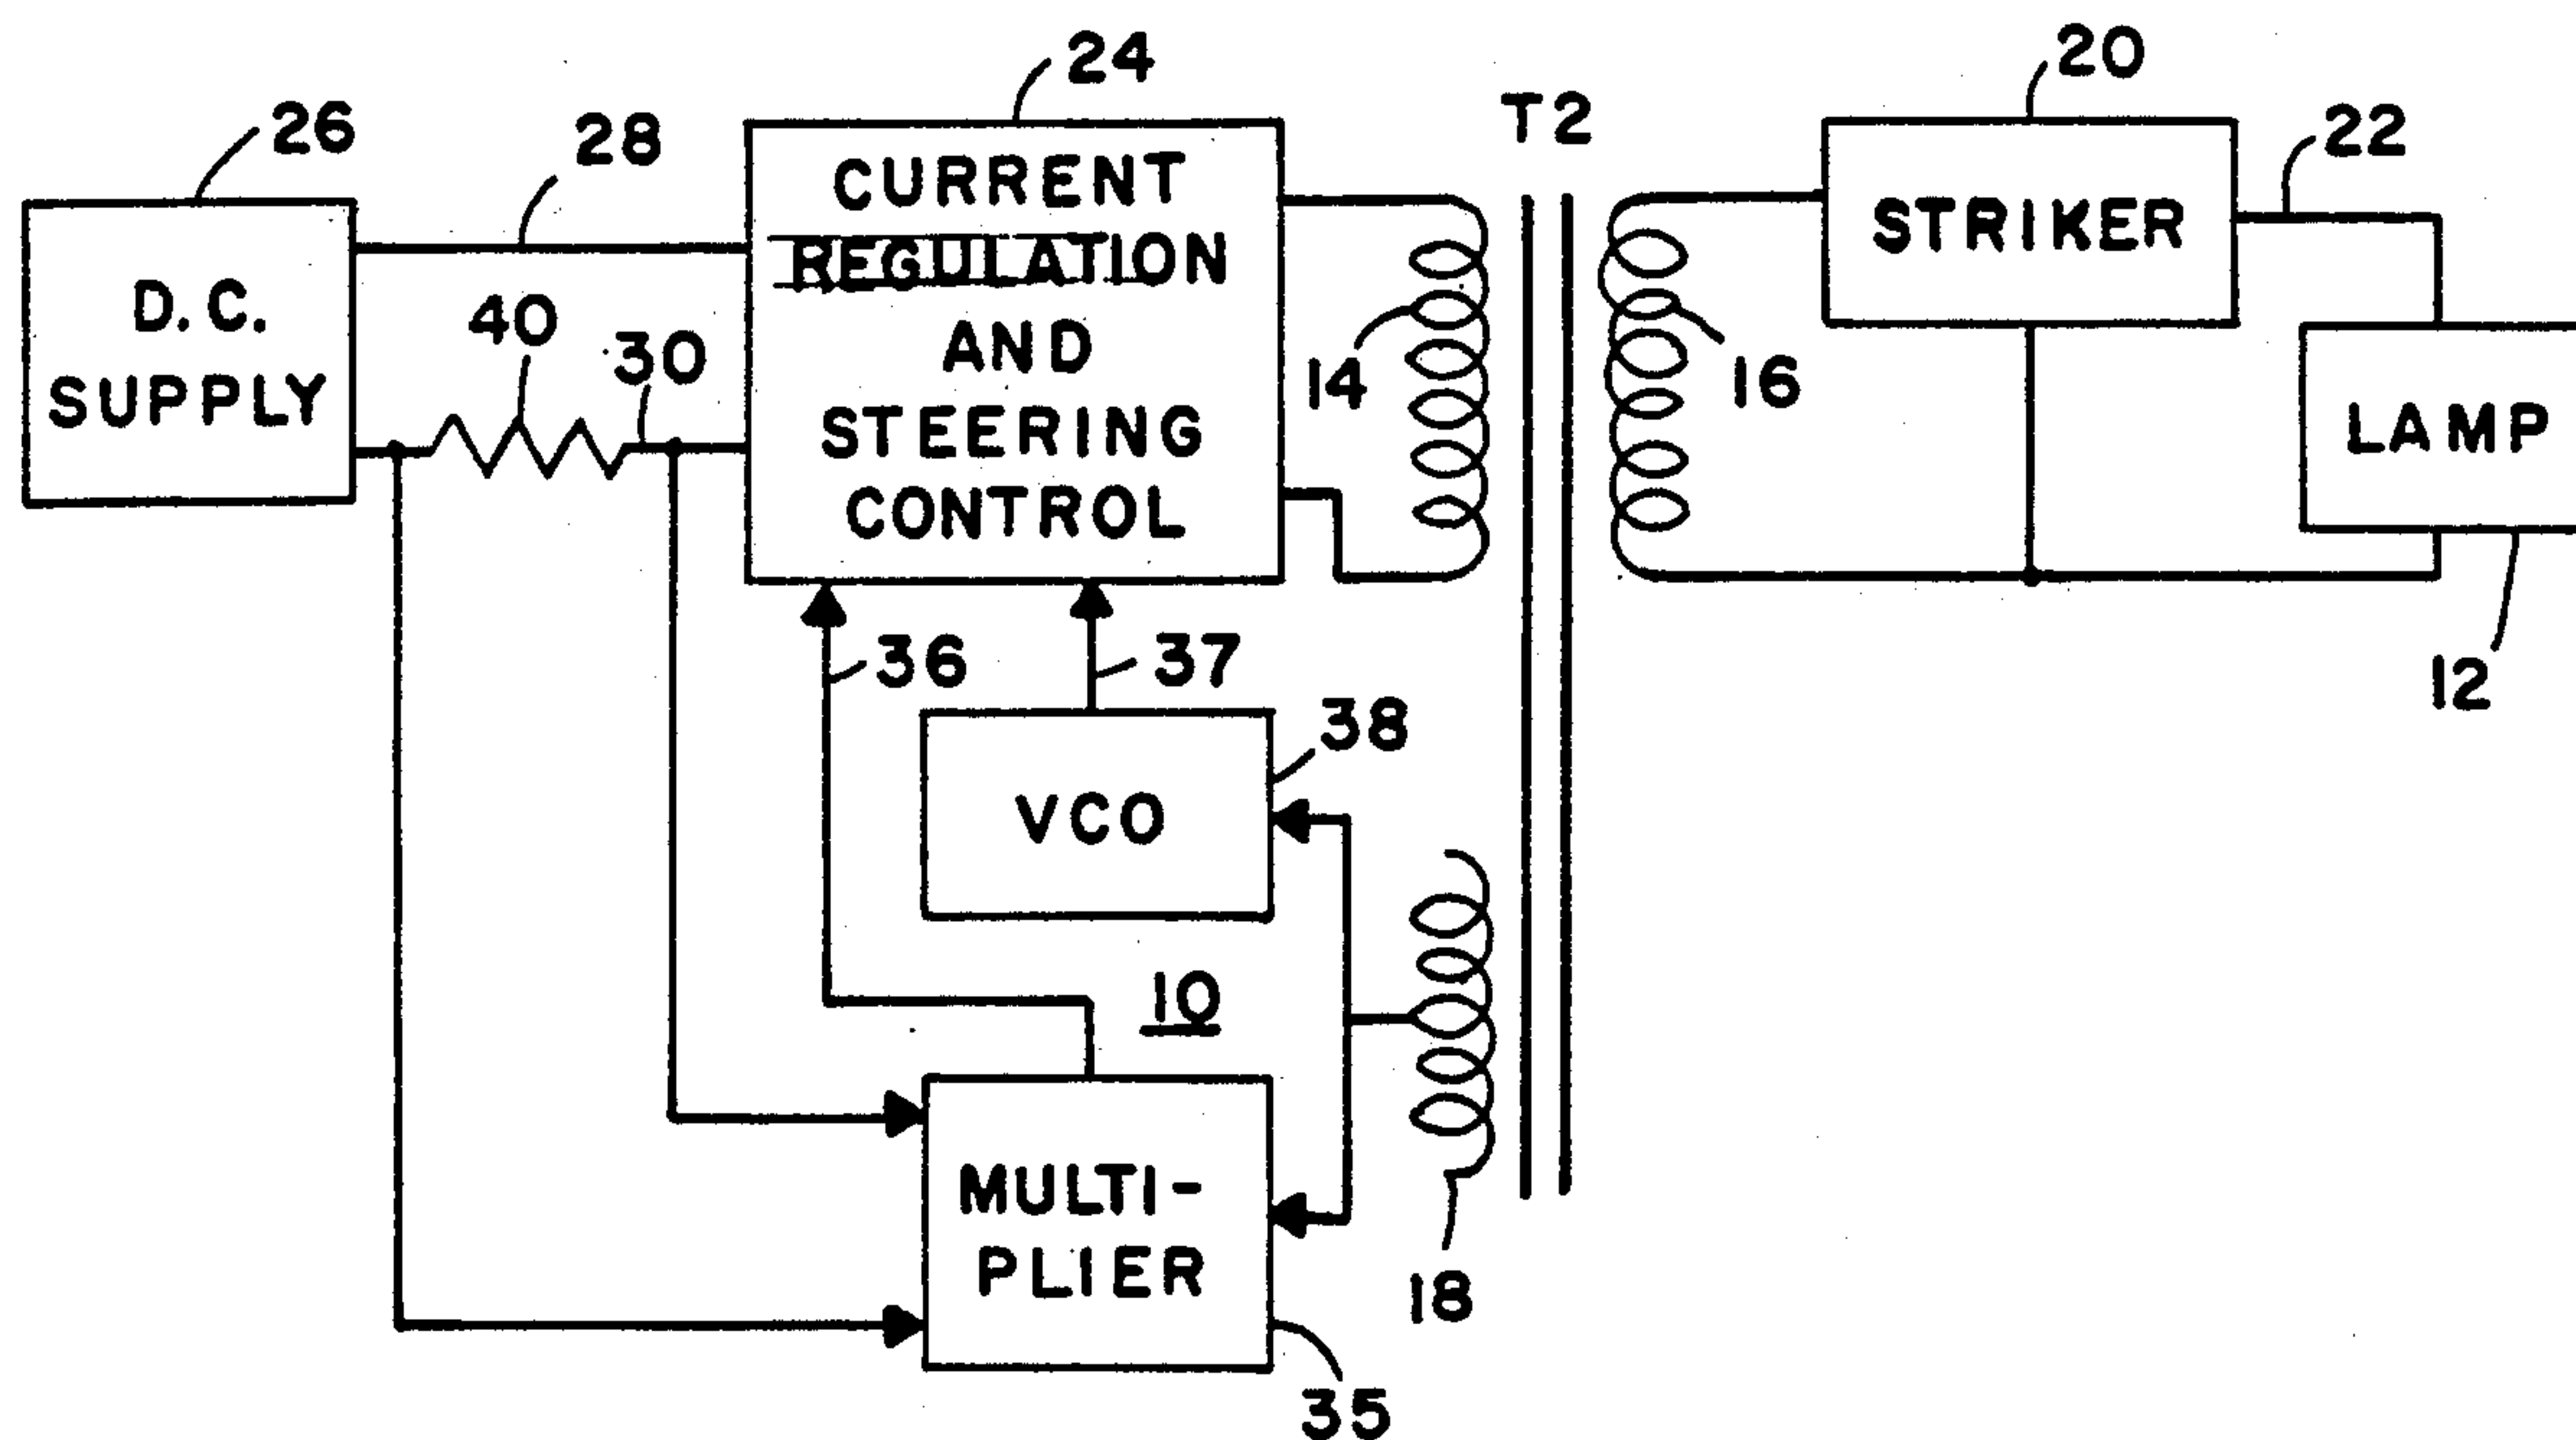 24
20
T2
26
28
22
CURRENT
REGULATION
AND
STEERING
CONTROL
STRIKER
D.C.
SUPPLY
40
30
14
16
LAMP
36
37
12
38
VCO
10
MULTI-
PLIER
18
35